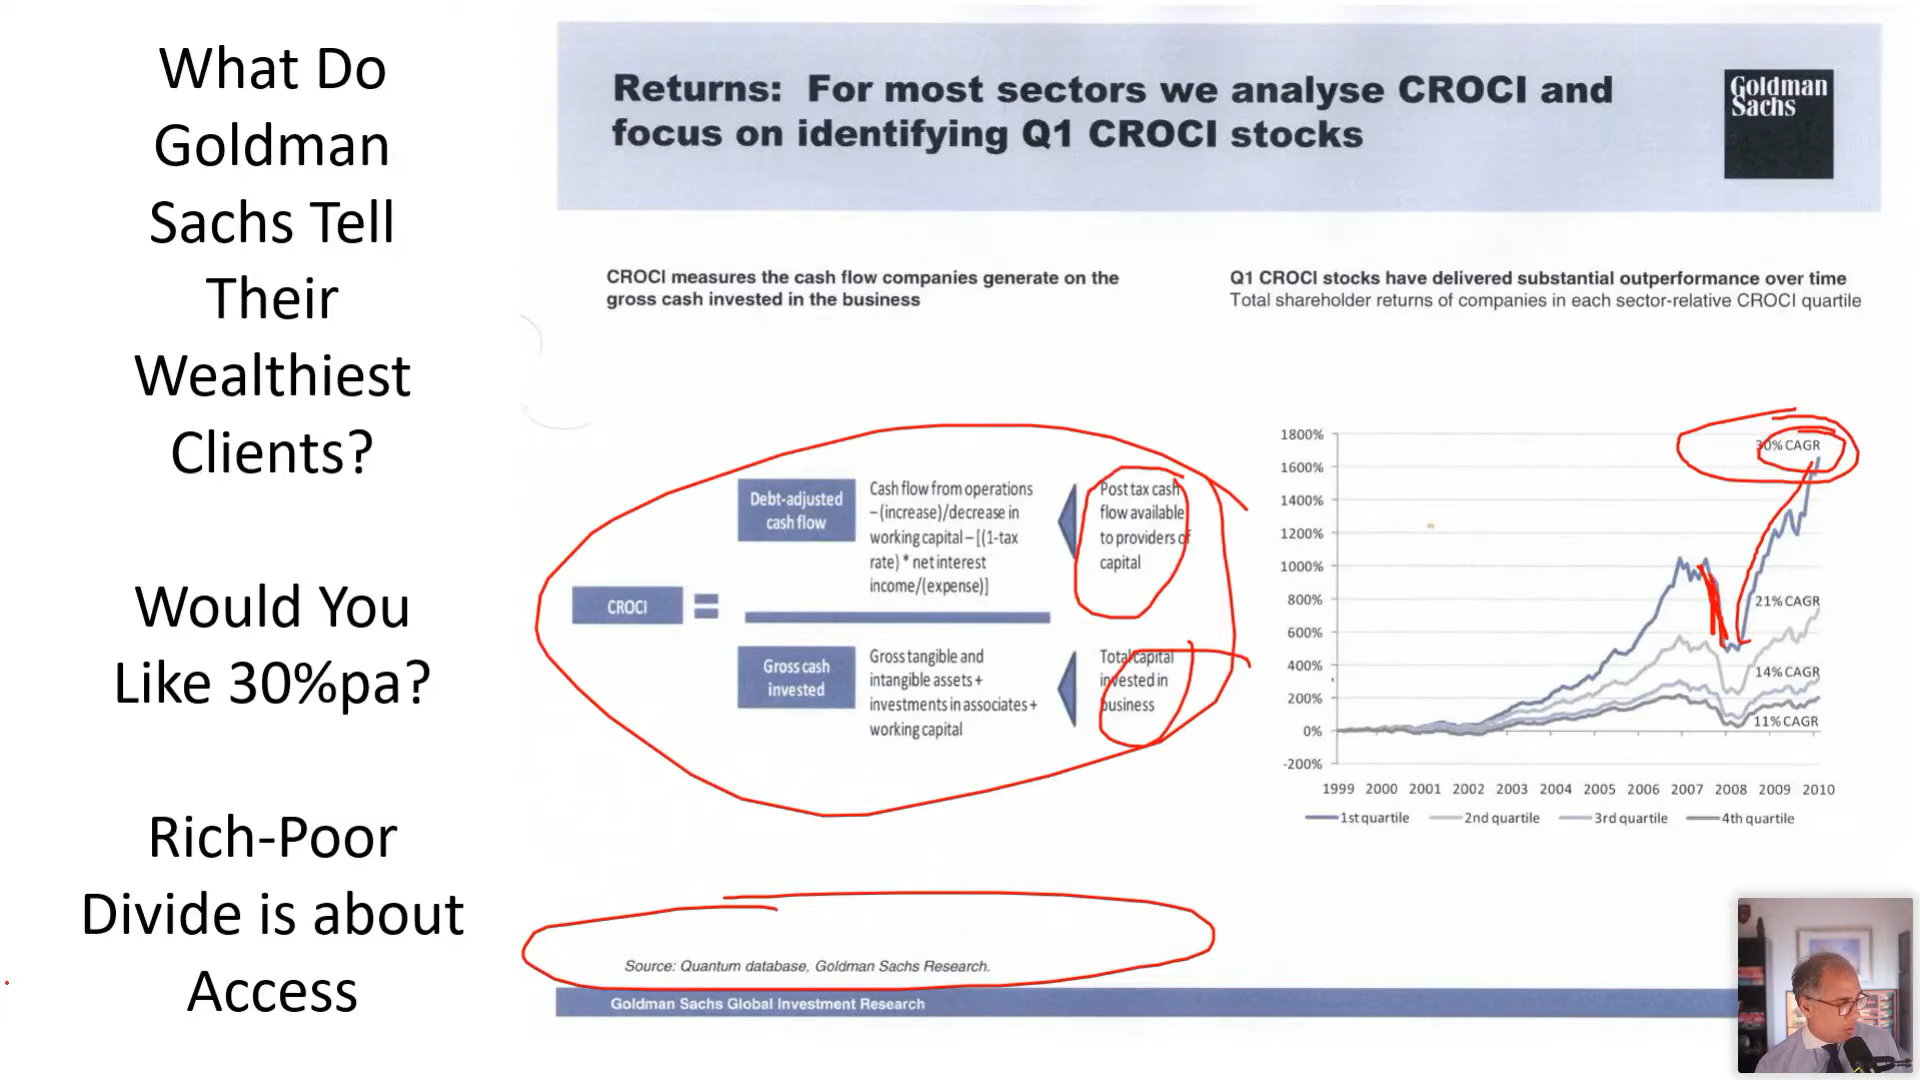 What Do
Goldman
Sachs Tell
Their
Wealthiest
Clients?
Would You
Like 30%pa?
Rich-Poor
Divide is about
Access
Returns: For most sectors we analyse CROCI and
focus on identifying Q1 CROCI stocks
Goldman
Sachs
CROCI measures the cash flow companies generate on the
gross cash invested in the business
CROCI
=
Debt-adjusted
cash flow
Cash flow from operations
– (increase)/decrease in
working capital – [(1-tax
rate) * net interest
income/(expense)]
Post tax cash
flow available
to providers of
capital
Gross cash
invested
Gross tangible and
intangible assets +
investments in associates +
working capital
Total capital
invested in
business
Q1 CROCI stocks have delivered substantial outperformance over time
Total shareholder returns of companies in each sector-relative CROCI quartile
1800%
1600%
1400%
1200%
1000%
800%
600%
400%
200%
0%
-200%
30% CAGR
21% CAGR
14% CAGR
11% CAGR
1999 2000 2001 2002 2003 2004 2005 2006 2007 2008 2009 2010
1st quartile 2nd quartile 3rd quartile 4th quartile
Source: Quantum database, Goldman Sachs Research.
Goldman Sachs Global Investment Research